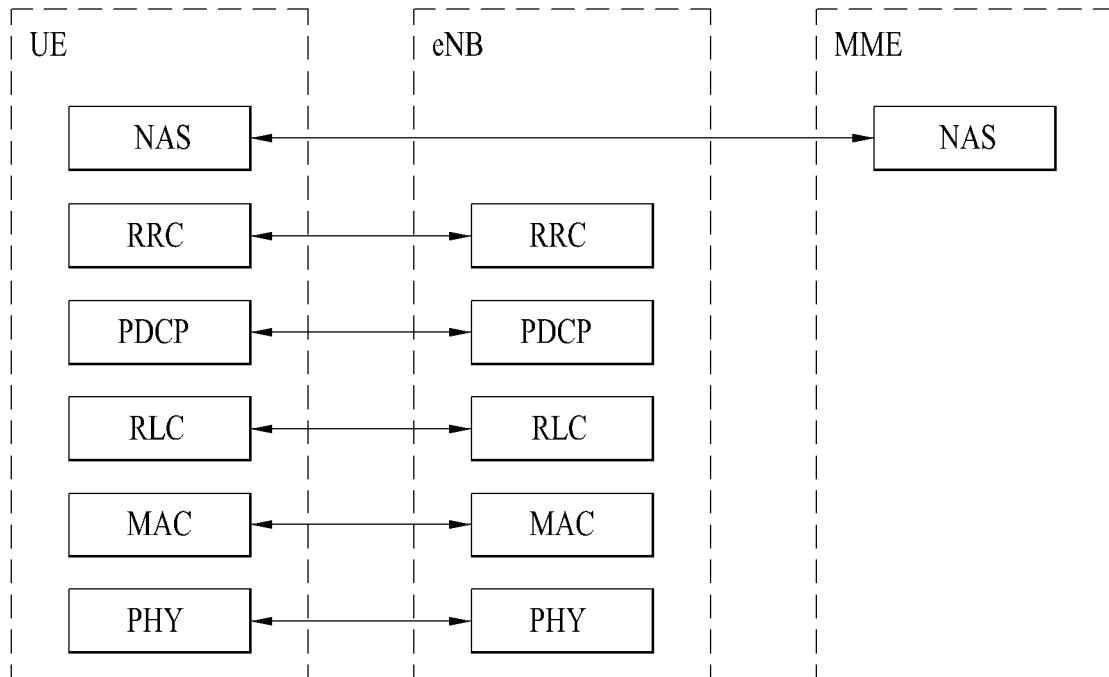 UE eNB MME
NAS NAS
RRC RRC
PDCP PDCP
RLC RLC
MAC MAC
PHY PHY